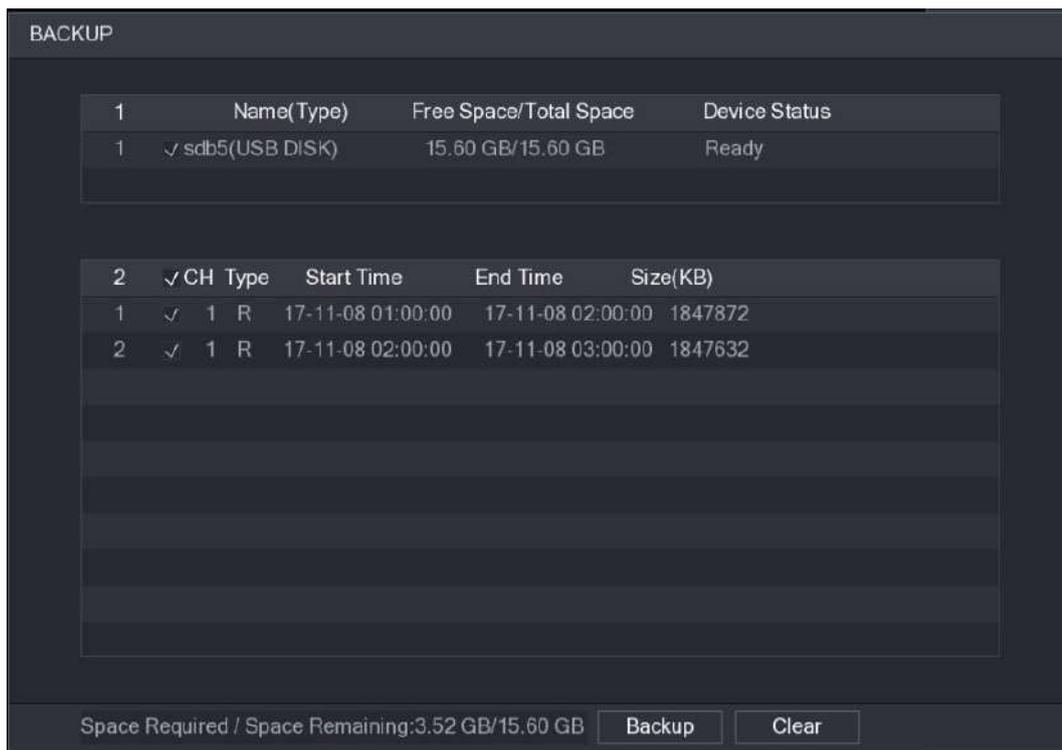 BACKUP
1 Name(Type) Free Space/Total Space Device Status
1 ✓ sdb5(USB DISK) 15.60 GB/15.60 GB Ready
2 ✓ CH Type Start Time End Time Size(KB)
1 ✓ 1 R 17-11-08 01:00:00 17-11-08 02:00:00 1847872
2 ✓ 1 R 17-11-08 02:00:00 17-11-08 03:00:00 1847632
Space Required / Space Remaining:3.52 GB/15.60 GB Backup Clear